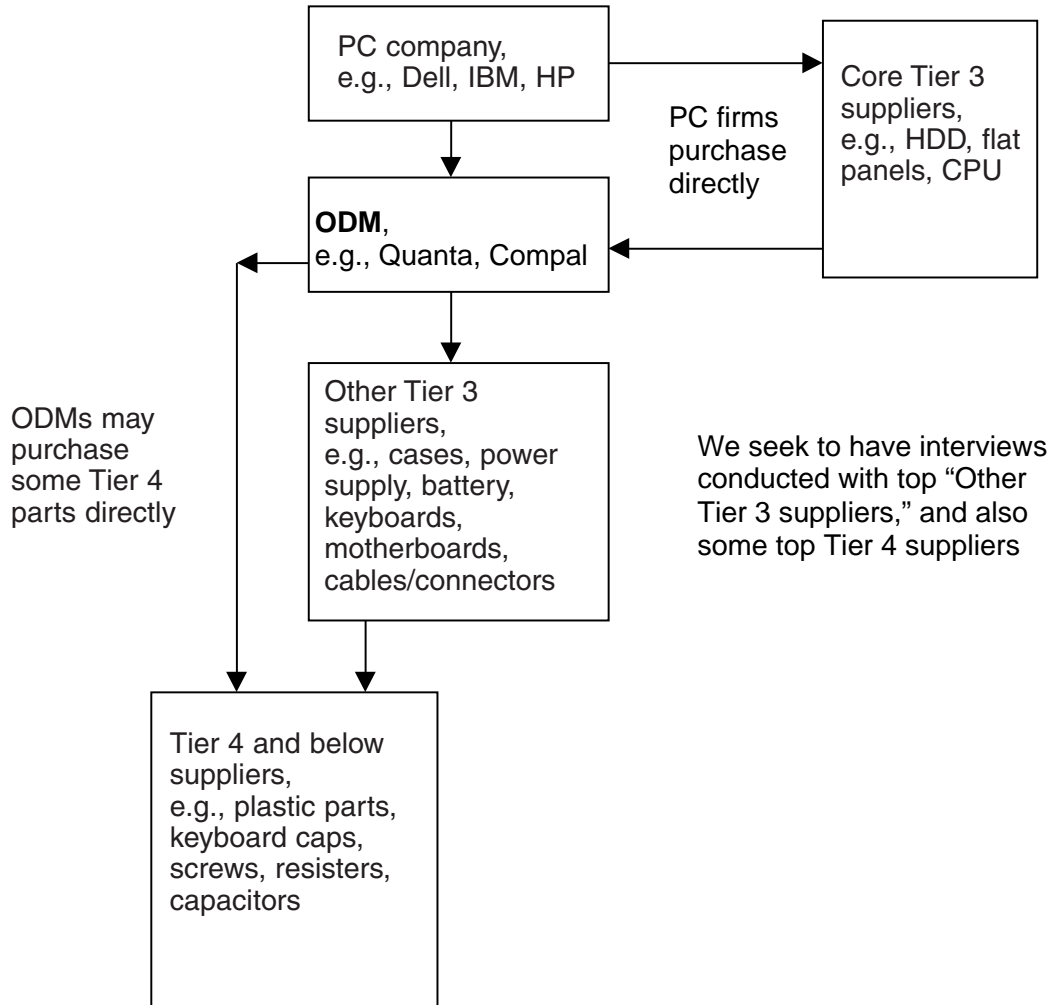 PC company,
e.g., Dell, IBM, HP
Core Tier 3
suppliers,
e.g., HDD, flat
panels, CPU
PC firms
purchase
directly
ODM,
e.g., Quanta, Compal
Other Tier 3
suppliers,
e.g., cases, power
supply, battery,
keyboards,
motherboards,
cables/connectors
ODMs may
purchase
some Tier 4
parts directly
We seek to have interviews
conducted with top “Other
Tier 3 suppliers,” and also
some top Tier 4 suppliers
Tier 4 and below
suppliers,
e.g., plastic parts,
keyboard caps,
screws, resisters,
capacitors